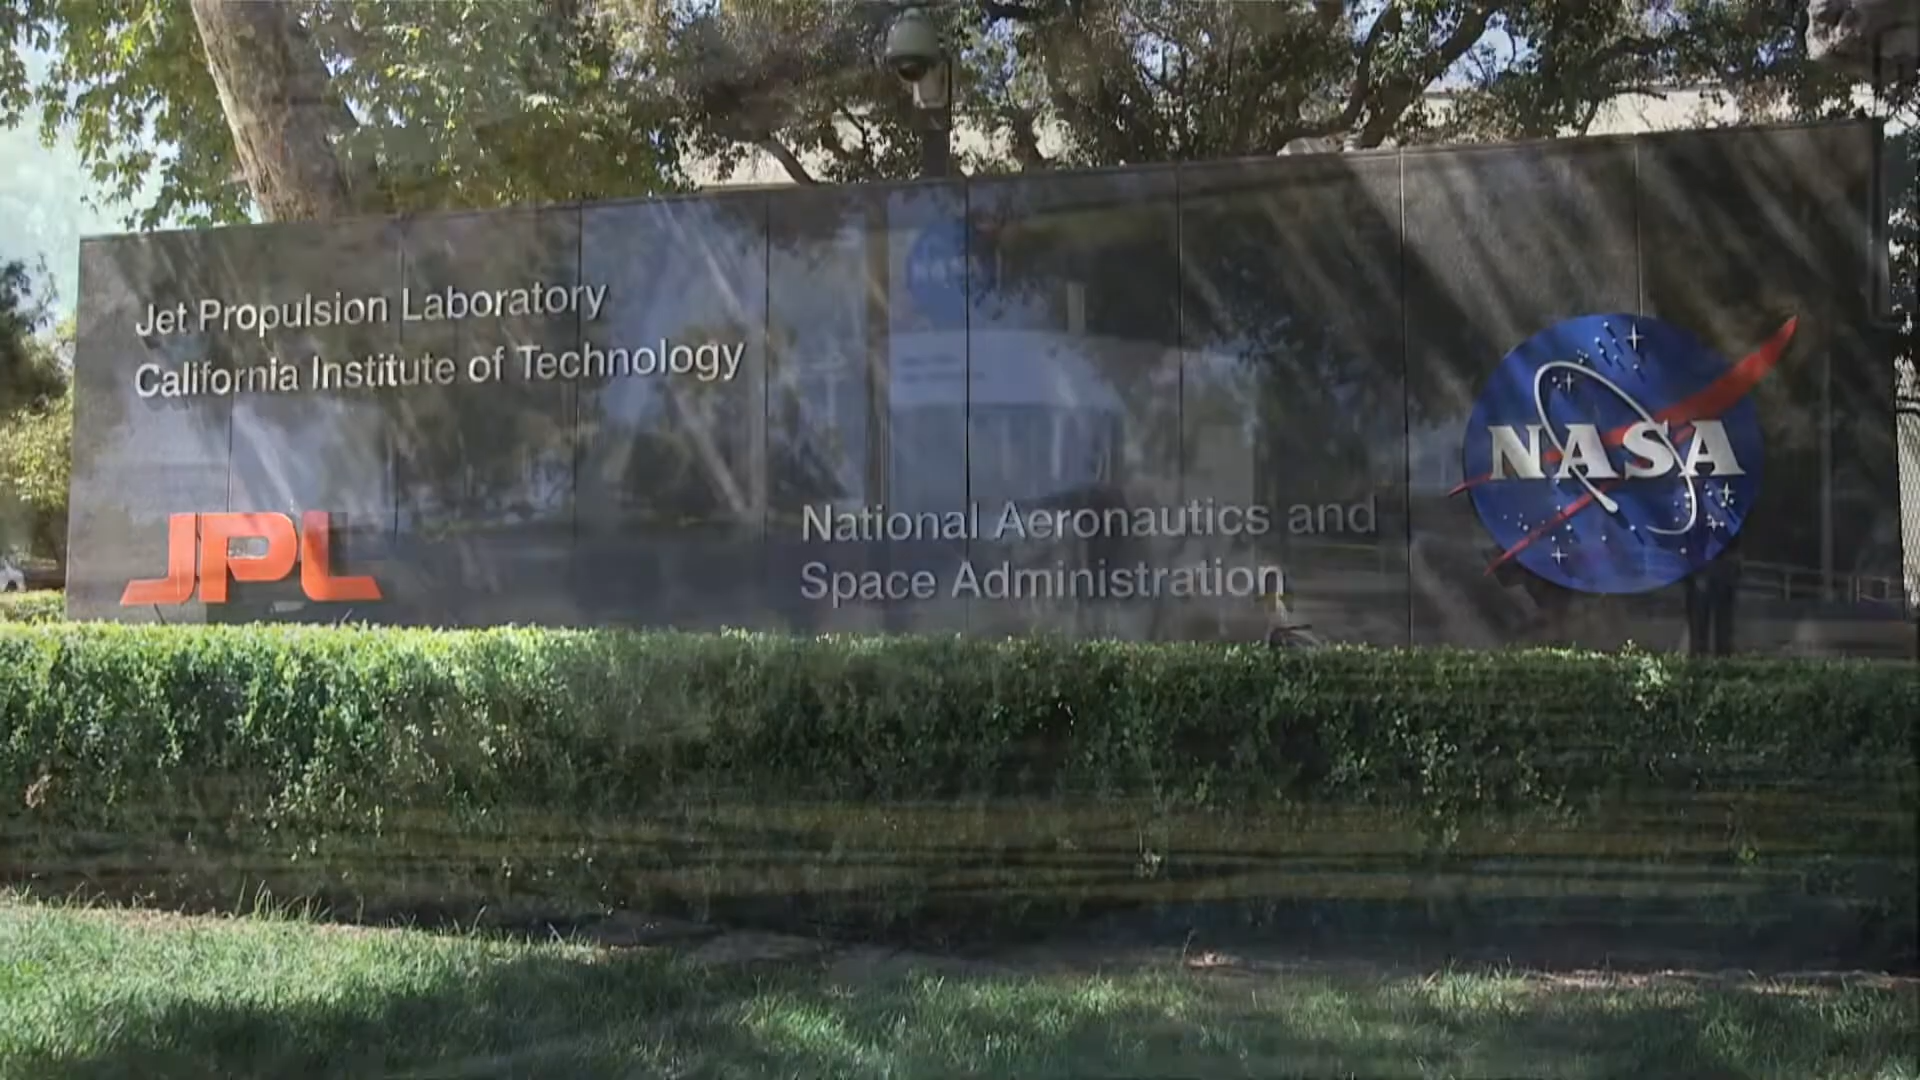 Jet Propulsion Laboratory
California Institute of Technology
JPL
National Aeronautics and
Space Administration
NASA